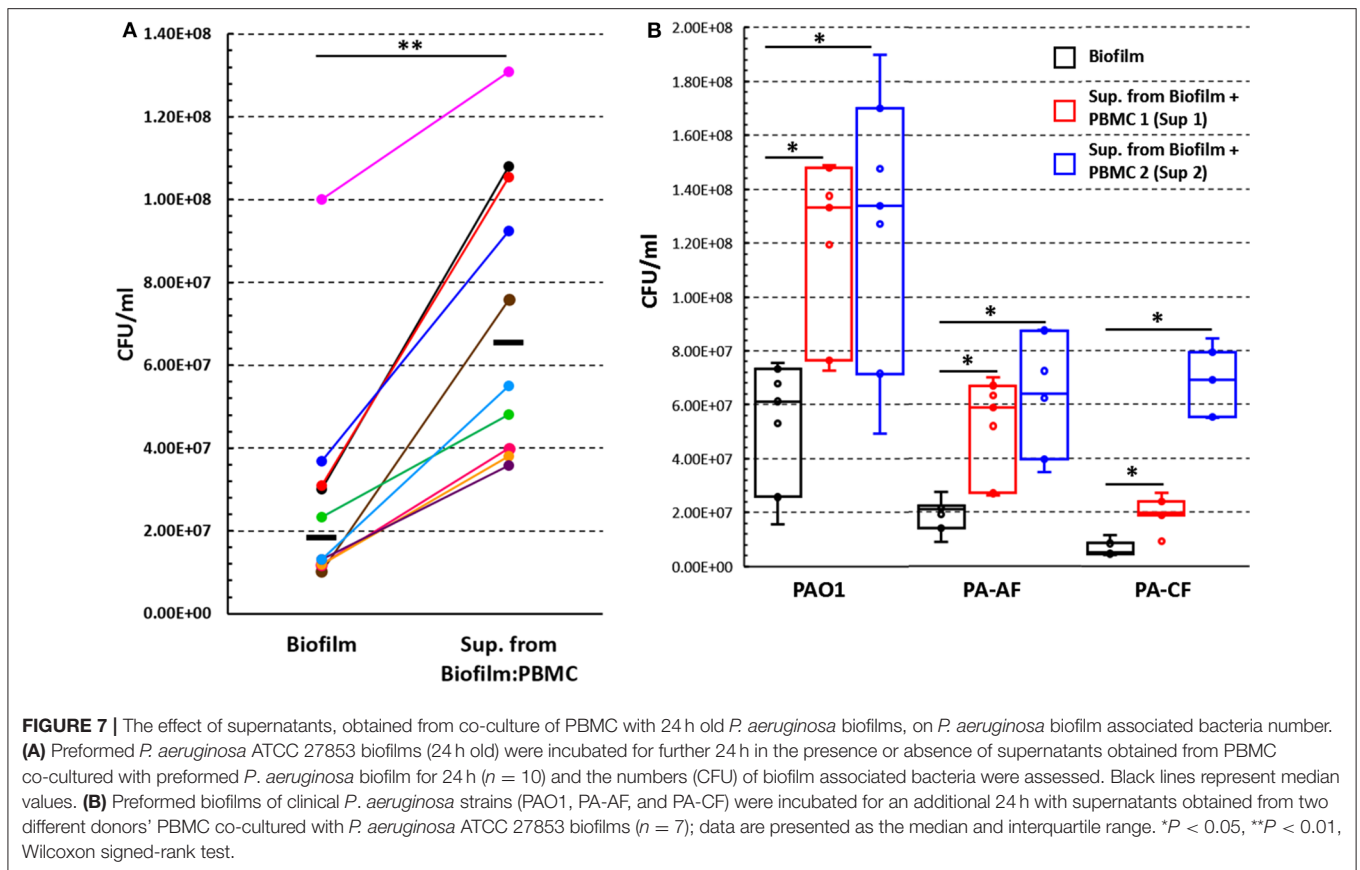 A
1.40E+08
1.20E+08
1.00E+08
8.00E+07
6.00E+07
4.00E+07
2.00E+07
0.00E+00
CFU/ml
**
Biofilm
Sup. from
Biofilm:PBMC
B
2.00E+08
1.80E+08
1.60E+08
1.40E+08
1.20E+08
1.00E+08
8.00E+07
6.00E+07
4.00E+07
2.00E+07
0.00E+00
CFU/ml
*
*
*
*
*
*
Biofilm
Sup. from Biofilm +
PBMC 1 (Sup 1)
Sup. from Biofilm +
PBMC 2 (Sup 2)
PAO1
PA-AF
PA-CF
FIGURE 7 | The effect of supernatants, obtained from co-culture of PBMC with 24 h old P. aeruginosa biofilms, on P. aeruginosa biofilm associated bacteria number.
(A) Preformed P. aeruginosa ATCC 27853 biofilms (24 h old) were incubated for further 24 h in the presence or absence of supernatants obtained from PBMC
co-cultured with preformed P. aeruginosa biofilm for 24 h (n = 10) and the numbers (CFU) of biofilm associated bacteria were assessed. Black lines represent median
values. (B) Preformed biofilms of clinical P. aeruginosa strains (PAO1, PA-AF, and PA-CF) were incubated for an additional 24 h with supernatants obtained from two
different donors' PBMC co-cultured with P. aeruginosa ATCC 27853 biofilms (n = 7); data are presented as the median and interquartile range. *P < 0.05, **P < 0.01,
Wilcoxon signed-rank test.